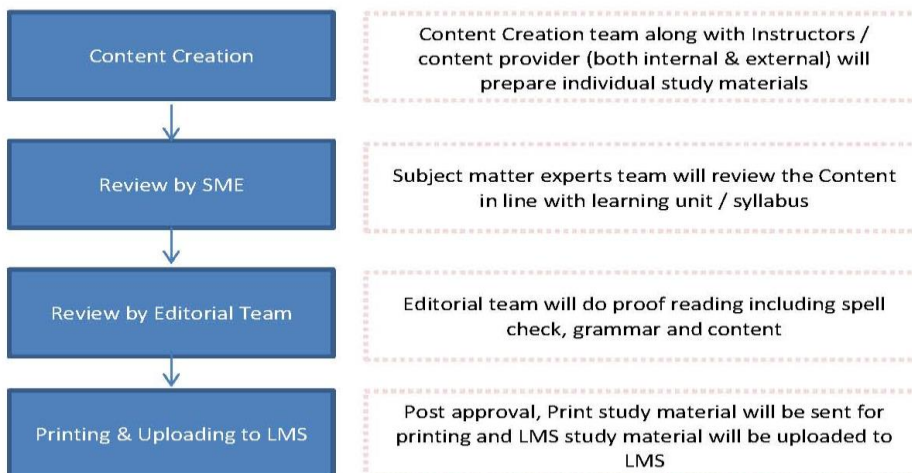 Content Creation
Content Creation team along with Instructors /
content provider (both internal & external) will
prepare individual study materials
Review by SME
Subject matter experts team will review the Content
in line with learning unit / syllabus
Review by Editorial Team
Editorial team will do proof reading including spell
check, grammar and content
Printing & Uploading to LMS
Post approval, Print study material will be sent for
printing and LMS study material will be uploaded to
LMS